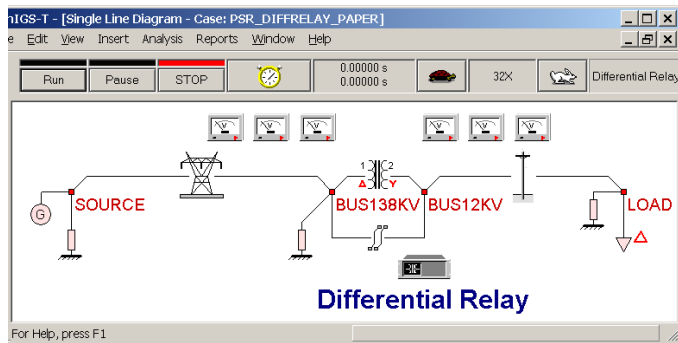 nIGS-T - [Single Line Diagram - Case: PSR_DIFFRELAY_PAPER]
e Edit View Insert Analysis Reports Window Help
Run Pause STOP 0.00000 s 32X Differential Relay
0.00000 s
1 2
G SOURCE BUS138KV BUS12KV LOAD
Differential Relay
For Help, press F1